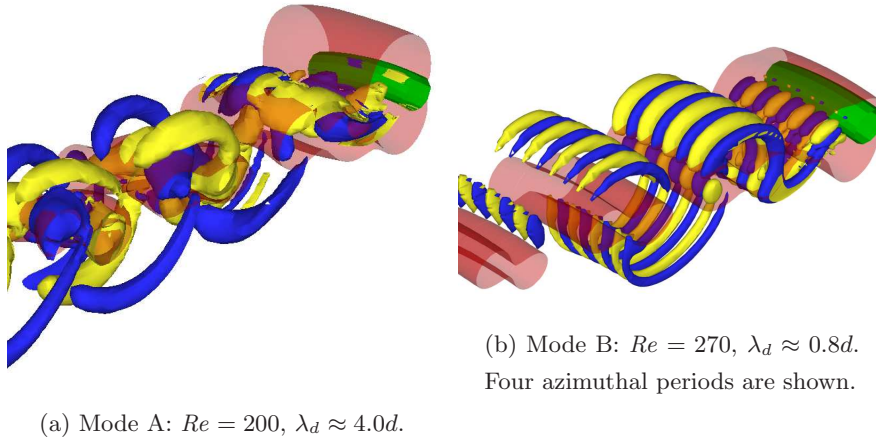 (b) Mode B: Re = 270, λ_d ≈ 0.8d.
Four azimuthal periods are shown.
(a) Mode A: Re = 200, λ_d ≈ 4.0d.